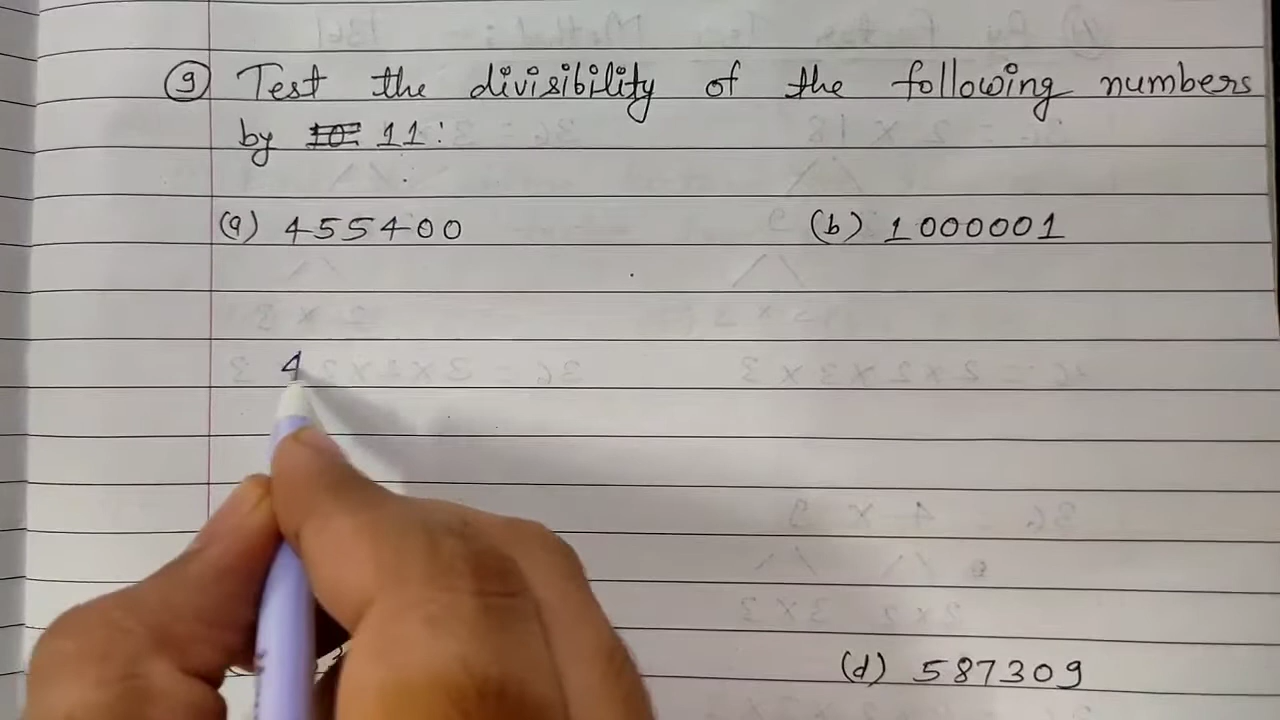 (9) Test the divisibility of the following numbers
by 10 11:
(a) 455400 (b) 1000001
4
(d) 587309